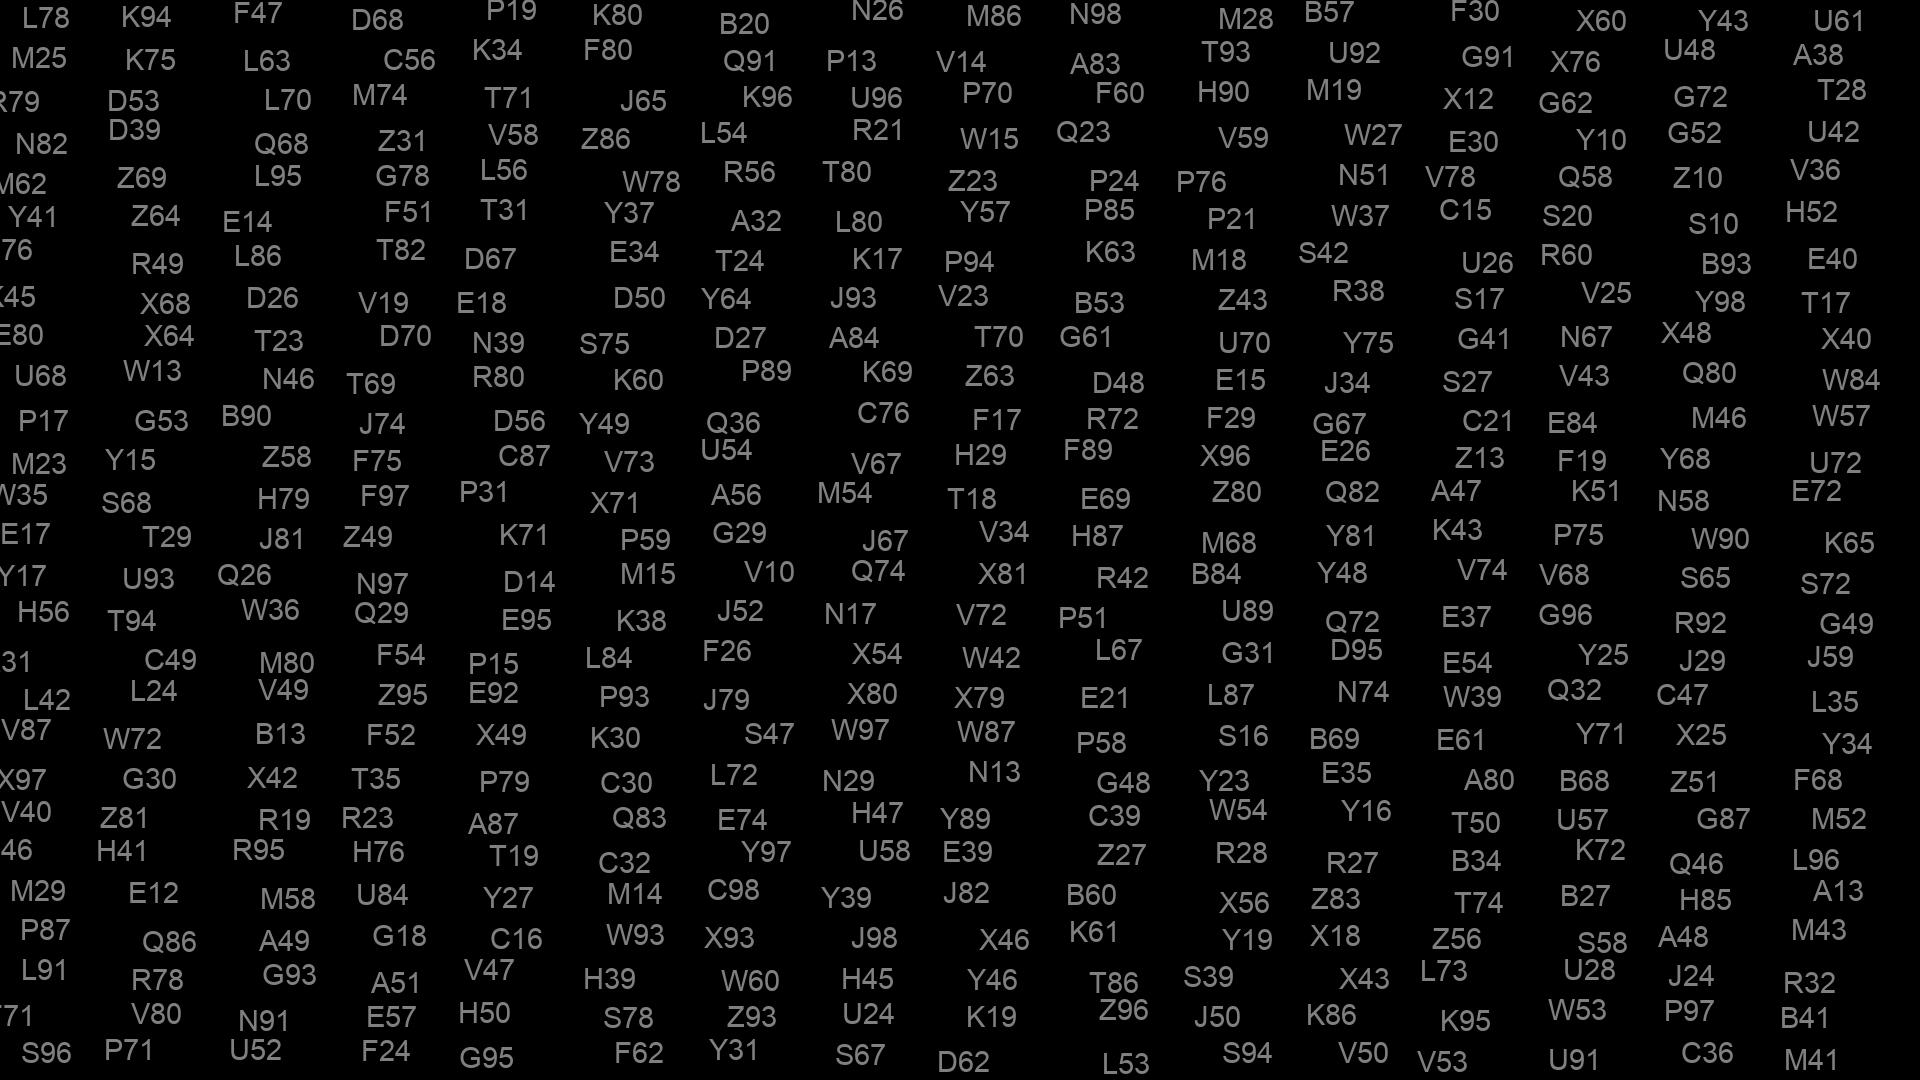 L78 K94 F47 D68 P19 K80 B20 N26 M86 N98 M28 B57 F30 X60 Y43 U61
M25 K75 L63 C56 K34 F80 Q91 P13 V14 A83 T93 U92 G91 X76 U48 A38
R79 D53 L70 M74 T71 J65 K96 U96 P70 F60 H90 M19 X12 G62 G72 T28
N82 D39 Q68 Z31 V58 Z86 L54 R21 W15 Q23 V59 W27 E30 Y10 G52 U42
M62 Z69 L95 G78 L56 W78 R56 T80 Z23 P24 P76 N51 V78 Q58 Z10 V36
Y41 Z64 E14 F51 T31 Y37 A32 L80 Y57 P85 P21 W37 C15 S20 S10 H52
76 R49 L86 T82 D67 E34 T24 K17 P94 K63 M18 S42 U26 R60 B93 E40
K45 X68 D26 V19 E18 D50 Y64 J93 V23 B53 Z43 R38 S17 V25 Y98 T17
E80 X64 T23 D70 N39 S75 D27 A84 T70 G61 U70 Y75 G41 N67 X48 X40
U68 W13 N46 T69 R80 K60 P89 K69 Z63 D48 E15 J34 S27 V43 Q80 W84
P17 G53 B90 J74 D56 Y49 Q36 C76 F17 R72 F29 G67 C21 E84 M46 W57
M23 Y15 Z58 F75 C87 V73 U54 V67 H29 F89 X96 E26 Z13 F19 Y68 U72
W35 S68 H79 F97 P31 X71 A56 M54 T18 E69 Z80 Q82 A47 K51 N58 E72
E17 T29 J81 Z49 K71 P59 G29 J67 V34 H87 M68 Y81 K43 P75 W90 K65
Y17 U93 Q26 N97 D14 M15 V10 Q74 X81 R42 B84 Y48 V74 V68 S65 S72
H56 T94 W36 Q29 E95 K38 J52 N17 V72 P51 U89 Q72 E37 G96 R92 G49
31 C49 M80 F54 P15 L84 F26 X54 W42 L67 G31 D95 E54 Y25 J29 J59
L42 L24 V49 Z95 E92 P93 J79 X80 X79 E21 L87 N74 W39 Q32 C47 L35
V87 W72 B13 F52 X49 K30 S47 W97 W87 P58 S16 B69 E61 Y71 X25 Y34
X97 G30 X42 T35 P79 C30 L72 N29 N13 G48 Y23 E35 A80 B68 Z51 F68
V40 Z81 R19 R23 A87 Q83 E74 H47 Y89 C39 W54 Y16 T50 U57 G87 M52
46 H41 R95 H76 T19 C32 Y97 U58 E39 Z27 R28 R27 B34 K72 Q46 L96
M29 E12 M58 U84 Y27 M14 C98 Y39 J82 B60 X56 Z83 T74 B27 H85 A13
P87 Q86 A49 G18 C16 W93 X93 J98 X46 K61 Y19 X18 Z56 S58 A48 M43
L91 R78 G93 A51 V47 H39 W60 H45 Y46 T86 S39 X43 L73 U28 J24 R32
71 V80 N91 E57 H50 S78 Z93 U24 K19 Z96 J50 K86 K95 W53 P97 B41
S96 P71 U52 F24 G95 F62 Y31 S67 D62 L53 S94 V50 V53 U91 C36 M41